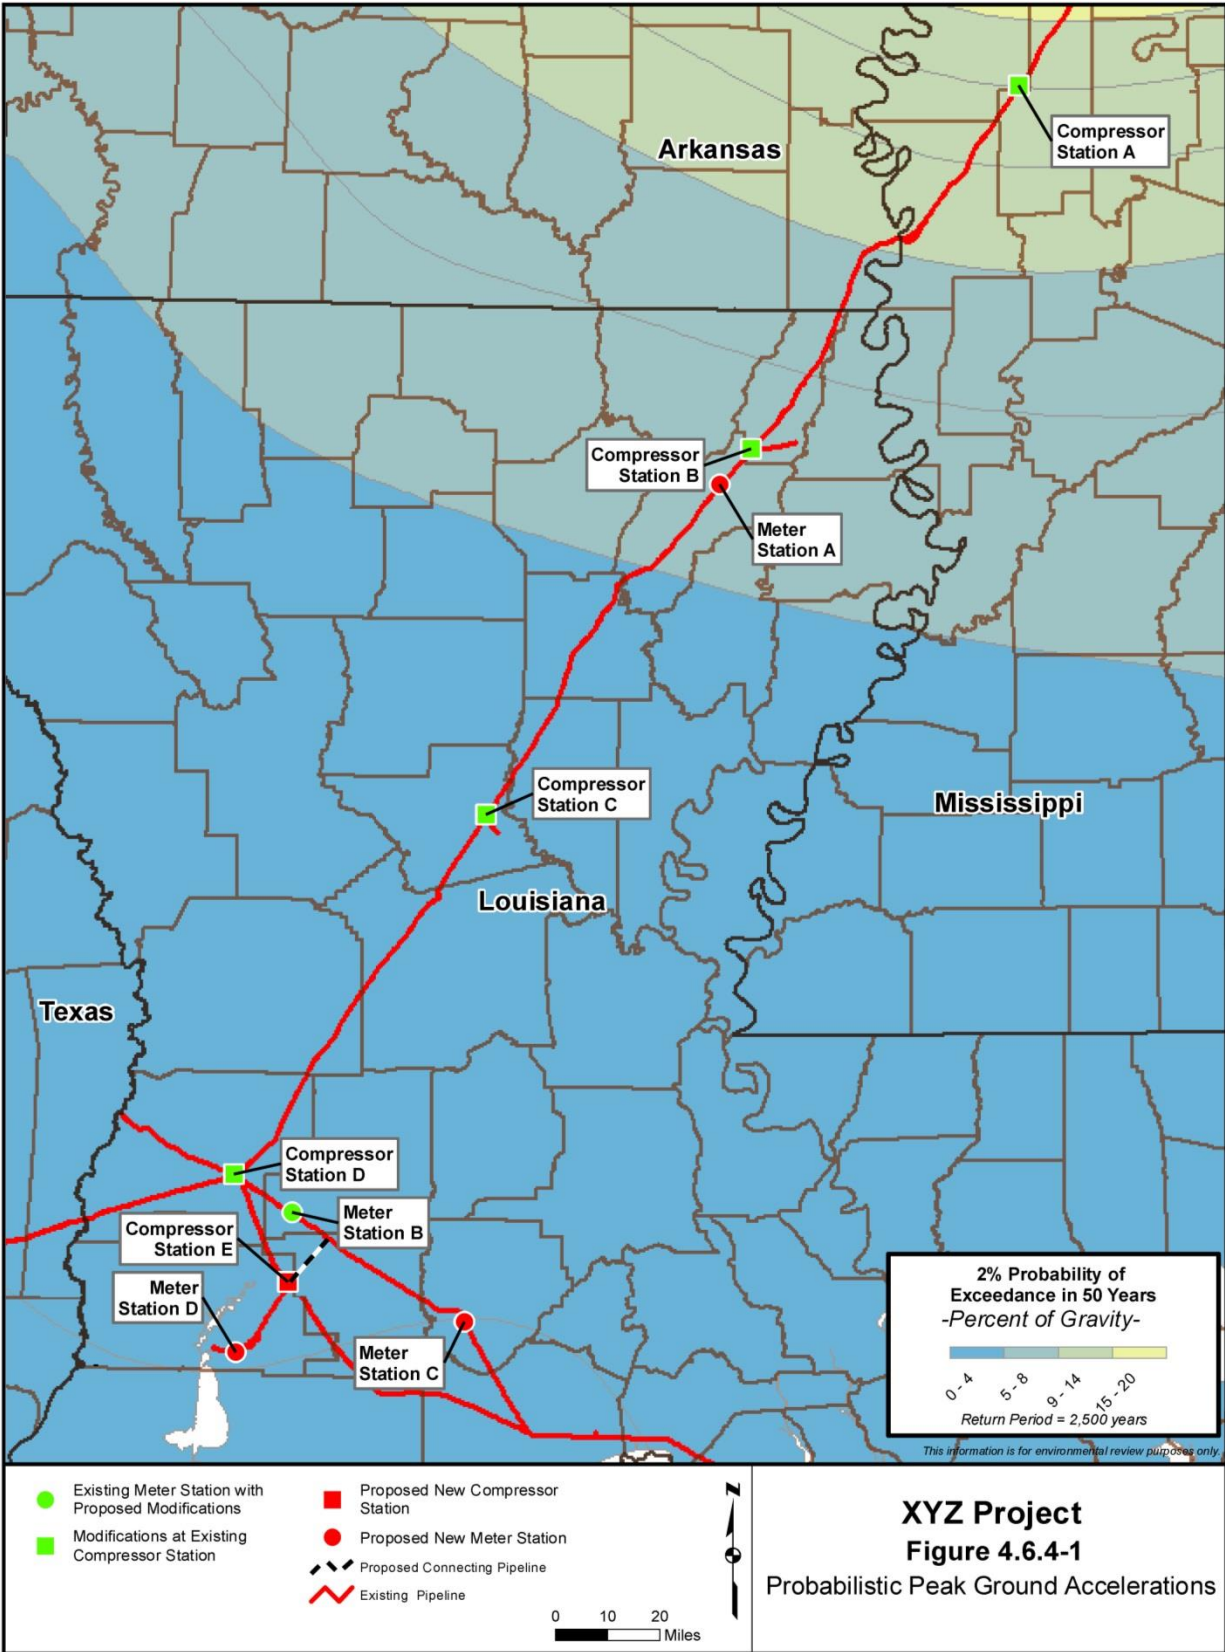 Arkansas
Compressor
Station A
Compressor
Station B
Meter
Station A
Compressor
Station C
Mississippi
Louisiana
Texas
Compressor
Station D
Meter
Station B
Compressor
Station E
Meter
Station D
Meter
Station C
2% Probability of
Exceedance in 50 Years
-Percent of Gravity-
0 - 4
5 - 8
9 - 14
15 - 20
Return Period = 2,500 years
This information is for environmental review purposes only.
Existing Meter Station with
Proposed Modifications
Modifications at Existing
Compressor Station
Proposed New Compressor
Station
Proposed New Meter Station
Proposed Connecting Pipeline
Existing Pipeline
N
0 10 20
Miles
XYZ Project
Figure 4.6.4-1
Probabilistic Peak Ground Accelerations